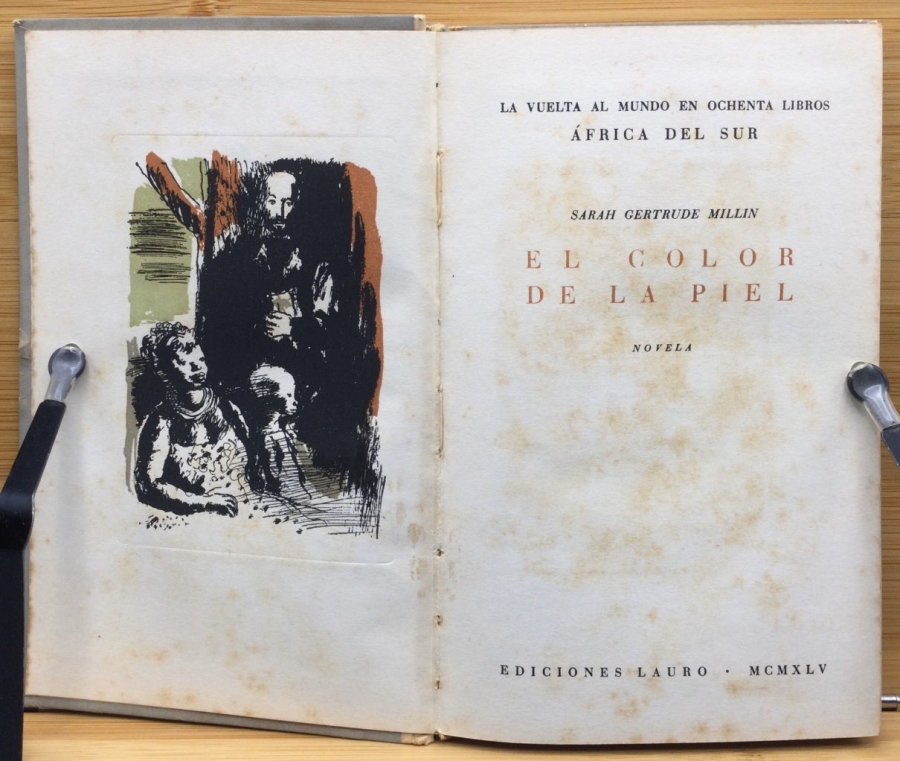 LA VUELTA AL MUNDO EN OCHENTA LIBROS
ÁFRICA DEL SUR
SARAH GERTRUDE MILLIN
EL COLOR
DE LA PIEL
NOVELA
EDICIONES LAURO · MCMXLV